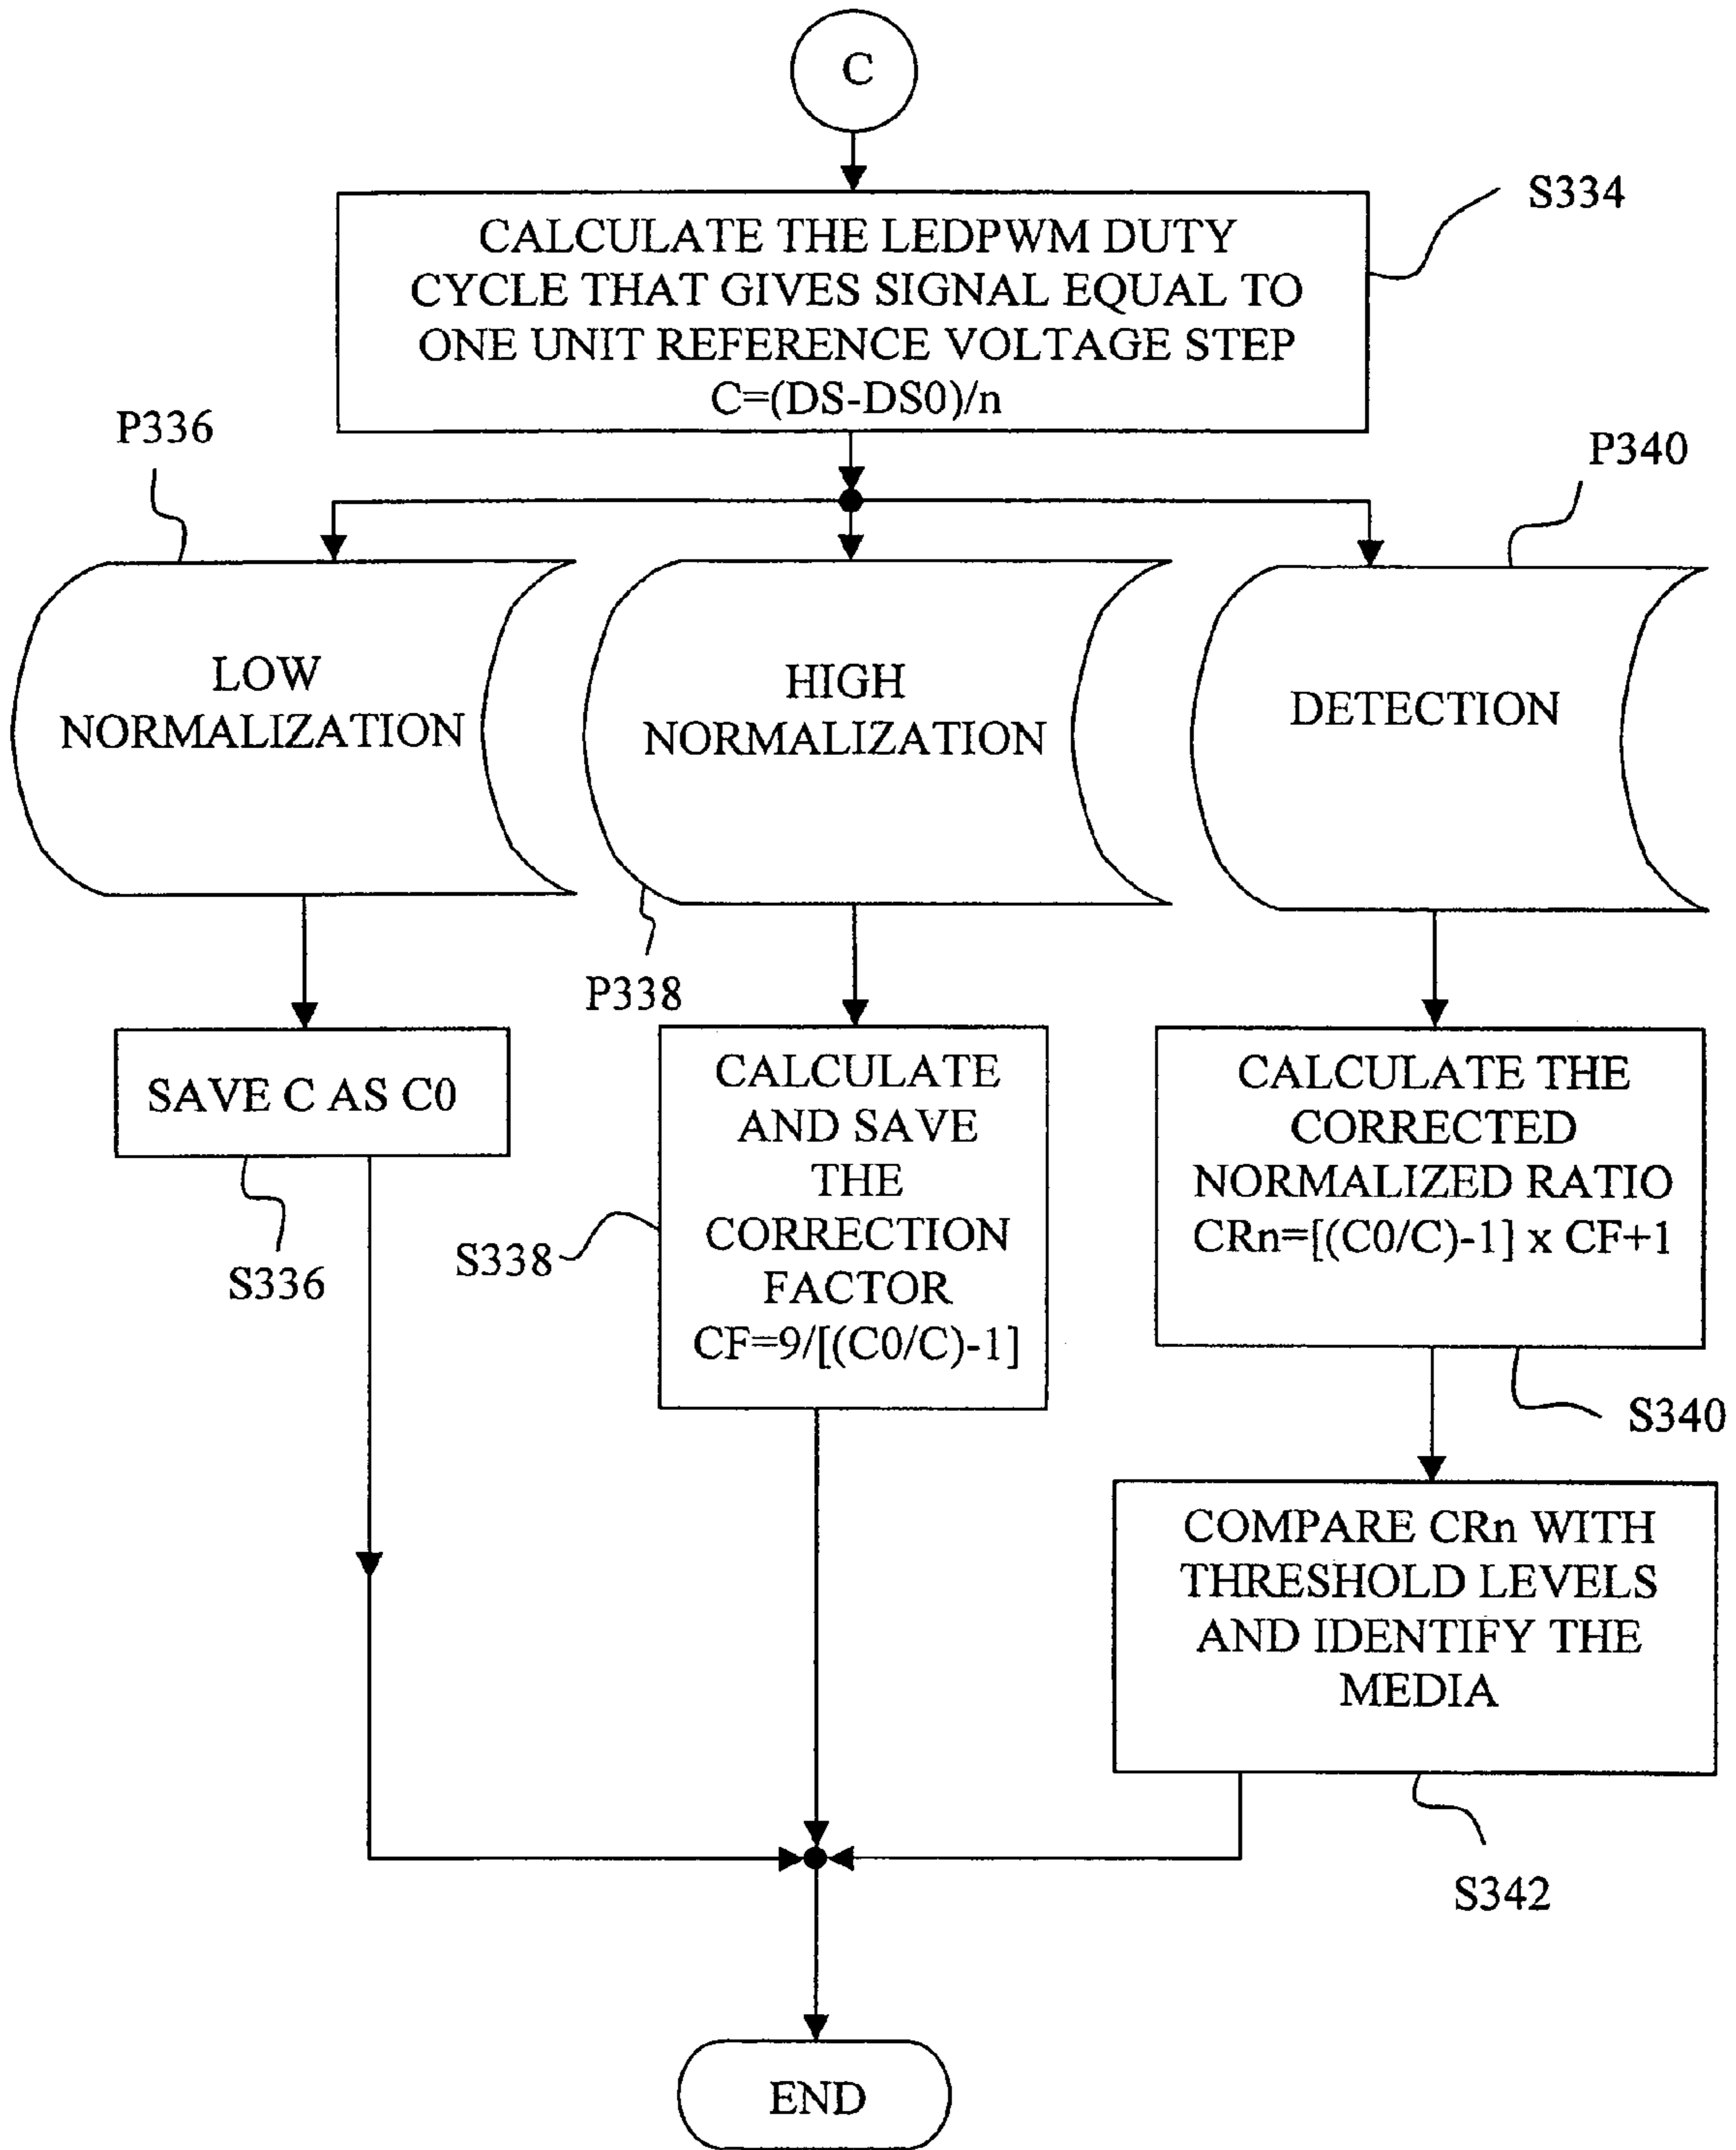 C
S334
CALCULATE THE LEDPWM DUTY
CYCLE THAT GIVES SIGNAL EQUAL TO
ONE UNIT REFERENCE VOLTAGE STEP
C=(DS-DS0)/n
P336
P340
LOW
NORMALIZATION
HIGH
NORMALIZATION
DETECTION
P338
SAVE C AS C0
S336
CALCULATE
AND SAVE
THE
CORRECTION
FACTOR
CF=9/[(C0/C)-1]
S338
CALCULATE THE
CORRECTED
NORMALIZED RATIO
CRn=[(C0/C)-1] x CF+1
S340
COMPARE CRn WITH
THRESHOLD LEVELS
AND IDENTIFY THE
MEDIA
S342
END